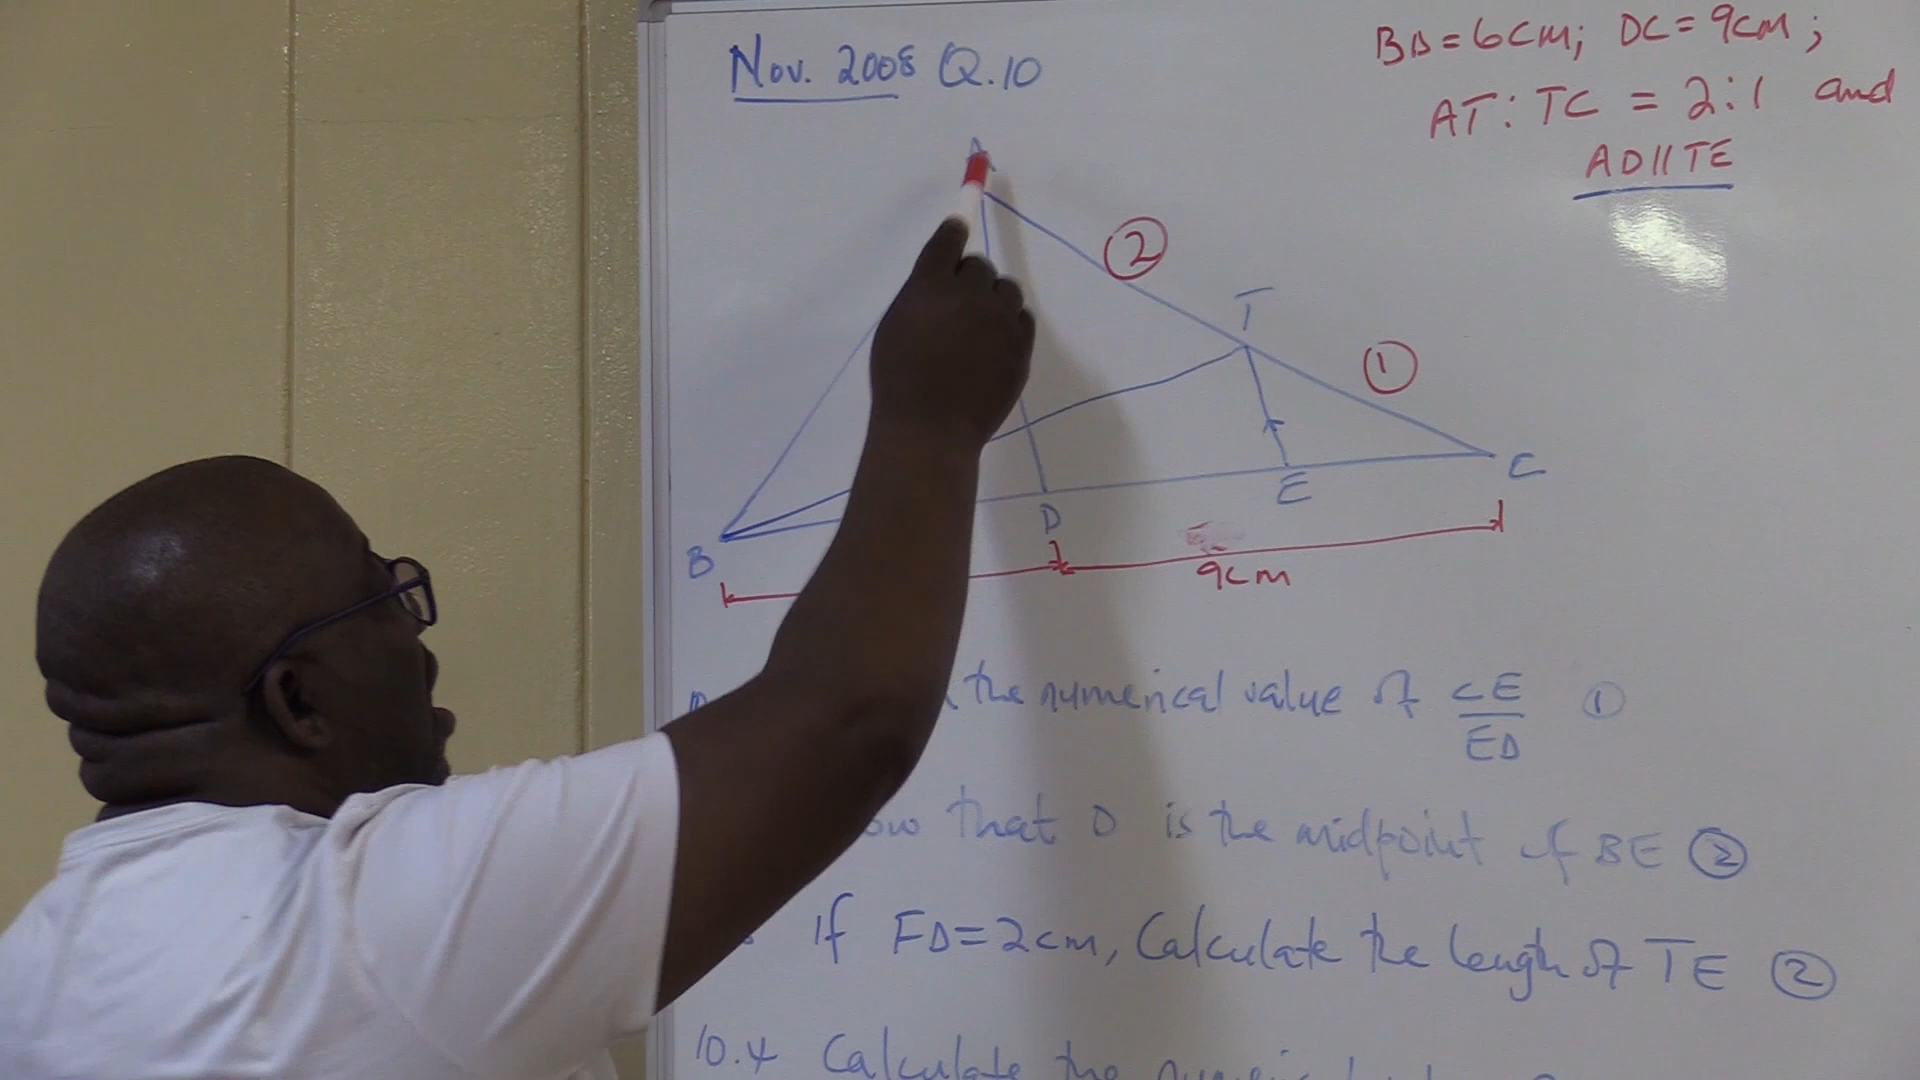 Nov. 2008 Q.10
BD = 6cm; DC = 9cm;
AT : TC = 2:1 and
AD//TE
A
2
T
1
C
E
D
B
9cm
the numerical value of CE/ED 1
that D is the midpoint of BE 2
If FD = 2cm, Calculate the length of TE 2
10.4 Calculate the